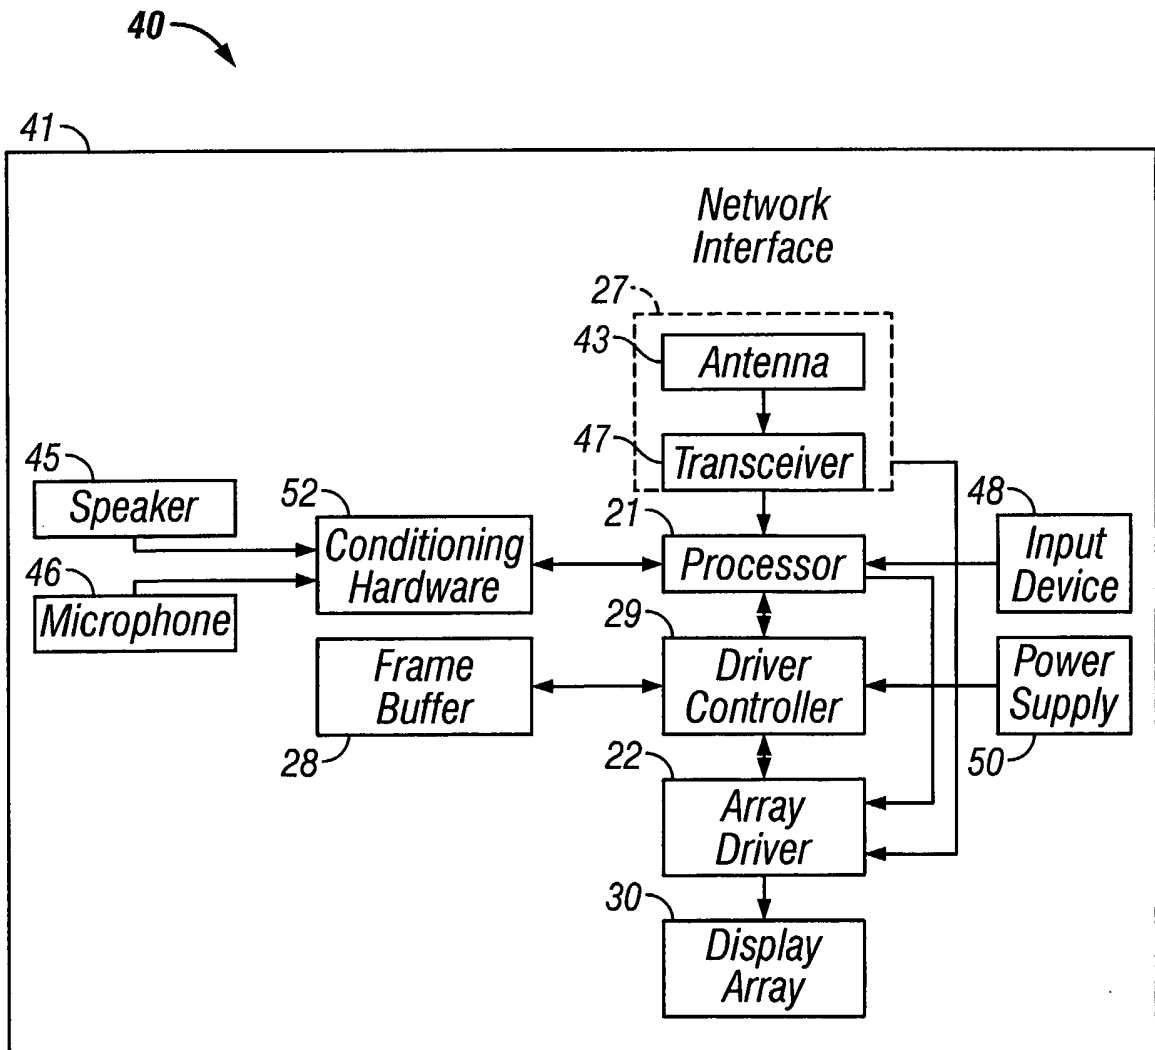 40
41
Network
Interface
27
43
Antenna
47
Transceiver
45
Speaker
52
Conditioning
Hardware
46
Microphone
21
Processor
48
Input
Device
29
Driver
Controller
Frame
Buffer
28
Power
Supply
50
22
Array
Driver
30
Display
Array